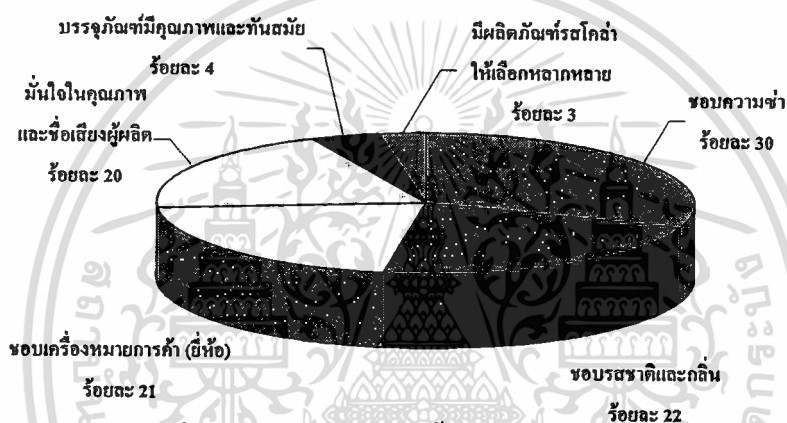 บรรจุภัณฑ์มีคุณภาพและทันสมัย
ร้อยละ 4
มีผลิตภัณฑ์รสโคล่า
ให้เลือกหลากหลาย
ร้อยละ 3
ชอบความซ่า
ร้อยละ 30
มั่นใจในคุณภาพ
และชื่อเสียงผู้ผลิต
ร้อยละ 20
ชอบเครื่องหมายการค้า (ยี่ห้อ)
ร้อยละ 21
ชอบรสชาติและกลิ่น
ร้อยละ 22